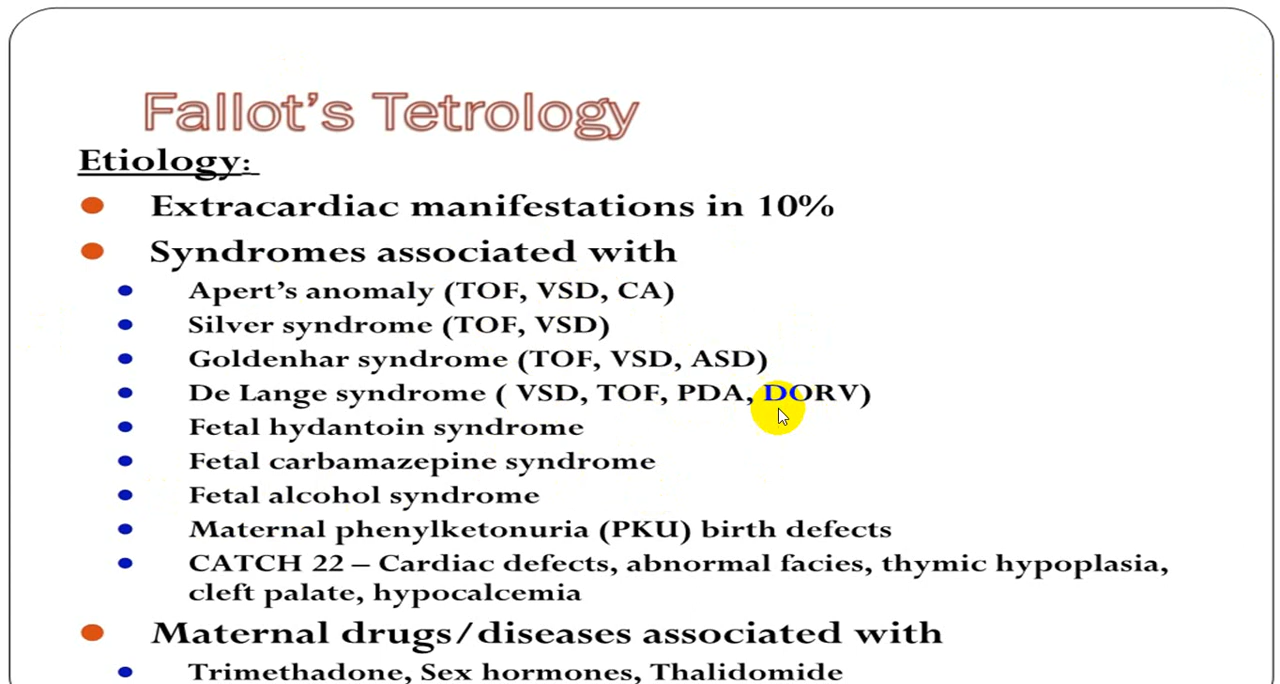 Fallot's Tetrology
Etiology:
Extracardiac manifestations in 10%
Syndromes associated with
Apert's anomaly (TOF, VSD, CA)
Silver syndrome (TOF, VSD)
Goldenhar syndrome (TOF, VSD, ASD)
De Lange syndrome ( VSD, TOF, PDA, DORV)
Fetal hydantoin syndrome
Fetal carbamazepine syndrome
Fetal alcohol syndrome
Maternal phenylketonuria (PKU) birth defects
CATCH 22 – Cardiac defects, abnormal facies, thymic hypoplasia,
cleft palate, hypocalcemia
Maternal drugs/diseases associated with
Trimethadone, Sex hormones, Thalidomide